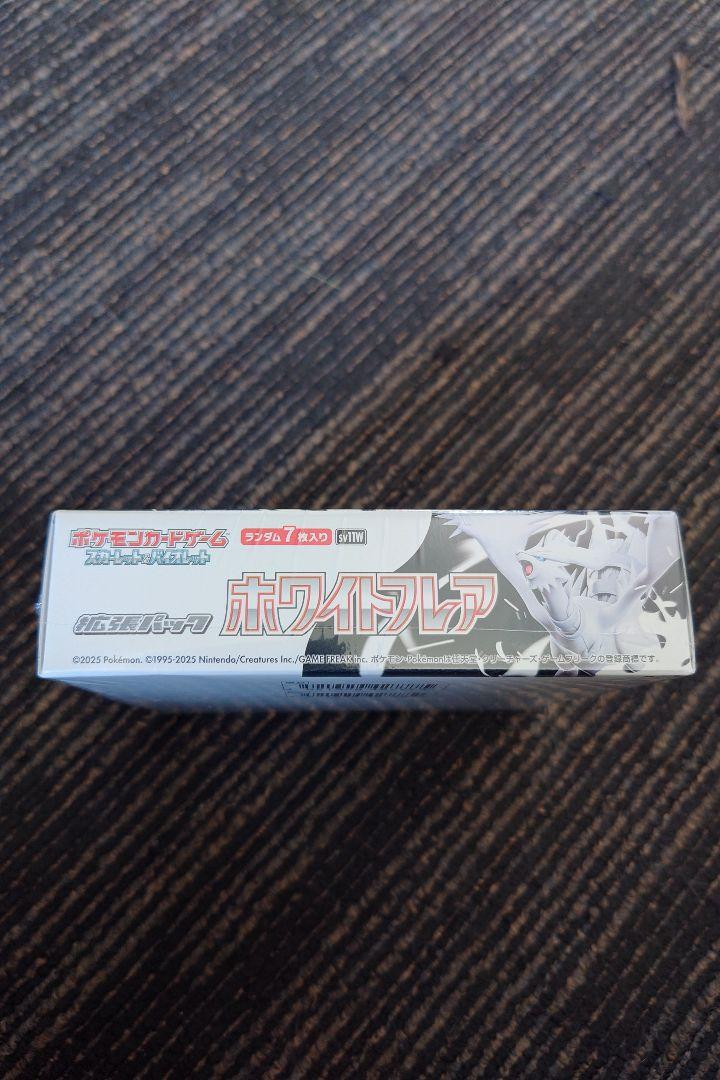 ポケモンカードゲーム
スカーレット&バイオレット
ランダム7枚入り
sv11W
拡張パック
ホワイトフレア
©2025 Pokémon. ©1995-2025 Nintendo/Creatures Inc./GAME FREAK inc. ポケモン・Pokémonは任天堂・クリーチャーズ・ゲームフリークの登録商標です。